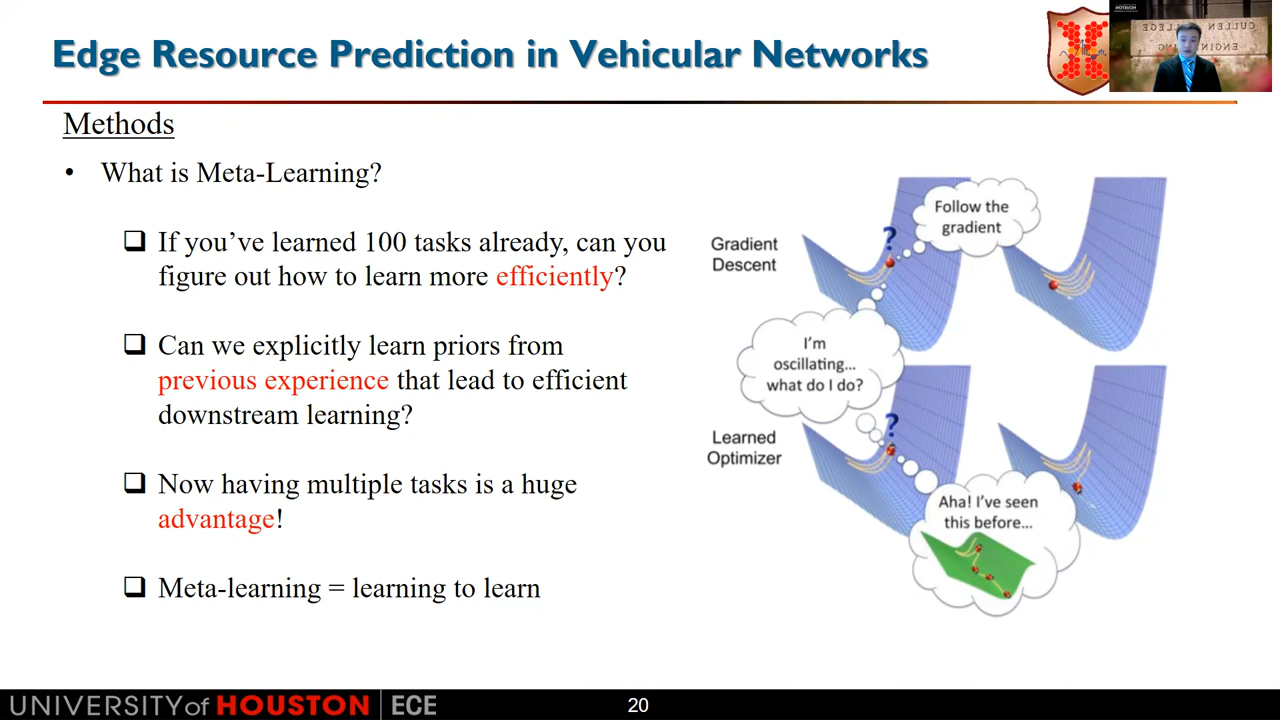 Edge Resource Prediction in Vehicular Networks
CULLEN
COLLEGE
ENGINEERING
Methods
• What is Meta-Learning?
❑ If you’ve learned 100 tasks already, can you
figure out how to learn more efficiently?
❑ Can we explicitly learn priors from
previous experience that lead to efficient
downstream learning?
❑ Now having multiple tasks is a huge
advantage!
❑ Meta-learning = learning to learn
Gradient
Descent
?
Follow the
gradient
I’m
oscillating...
what do I do?
Learned
Optimizer
?
Aha! I’ve seen
this before...
UNIVERSITY of HOUSTON | ECE
20